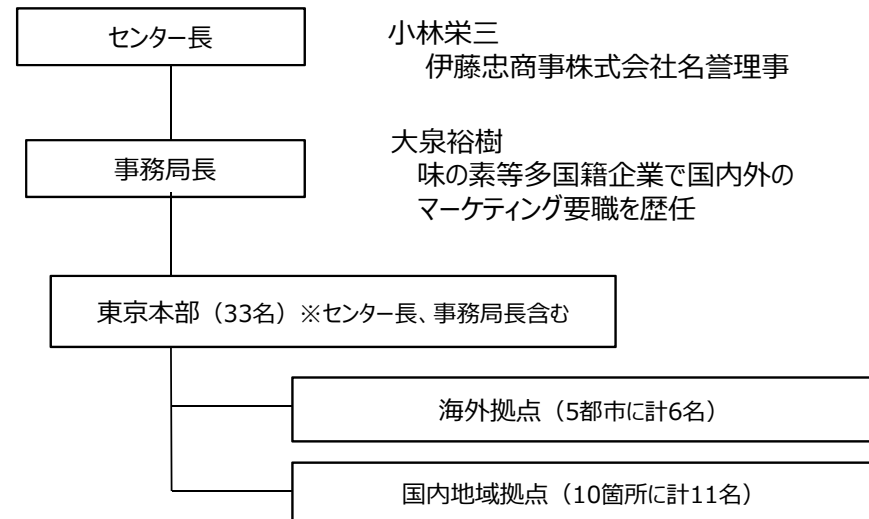 センター長
小林栄三
伊藤忠商事株式会社名誉理事
事務局長
大泉裕樹
味の素等多国籍企業で国内外の
マーケティング要職を歴任
東京本部（33名）※センター長、事務局長含む
海外拠点（5都市に計6名）
国内地域拠点（10箇所に計11名）